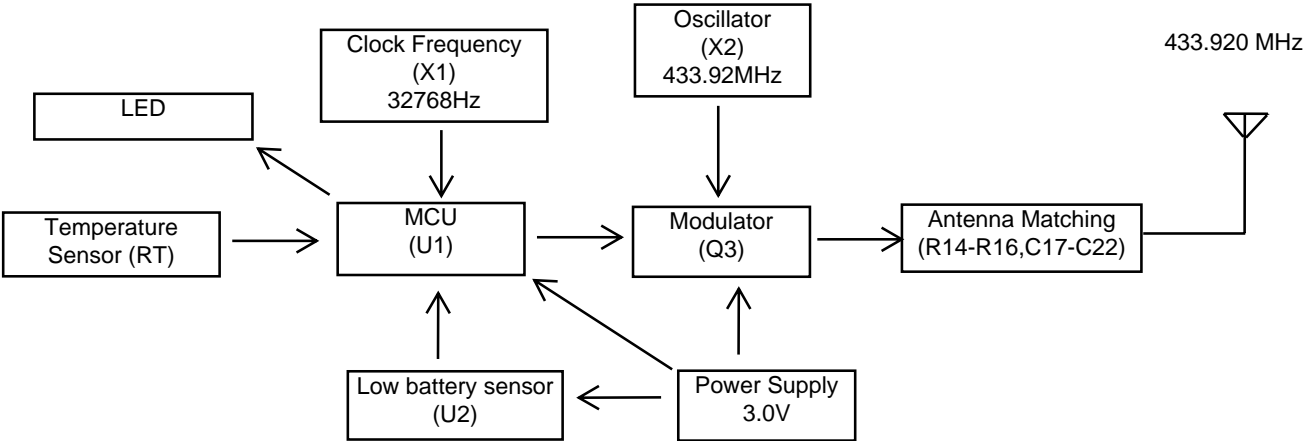 Oscillator
(X2)
433.92MHz
433.920 MHz
Clock Frequency
(X1)
32768Hz
LED
Temperature
Sensor (RT)
MCU
(U1)
Modulator
(Q3)
Antenna Matching
(R14-R16,C17-C22)
Low battery sensor
(U2)
Power Supply
3.0V